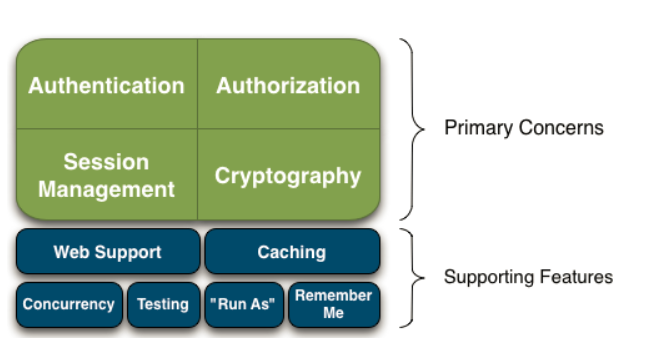 Authentication
Authorization
Primary Concerns
Session
Management
Cryptography
Web Support
Caching
Supporting Features
Concurrency
Testing
"Run As"
Remember
Me